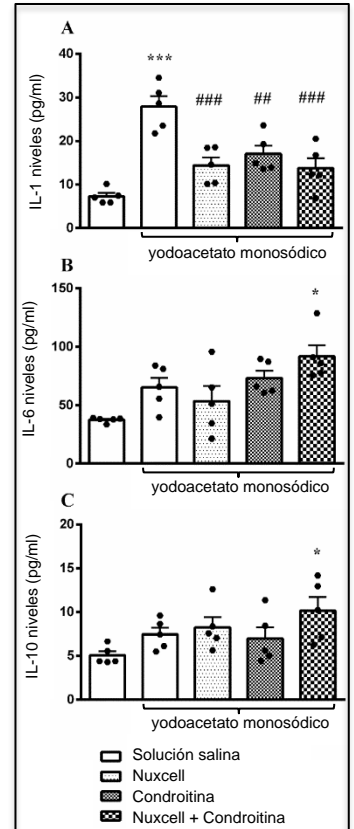 A
IL-1 niveles (pg/ml)
40
30
20
10
0
***
###
##
###
yodoacetato monosódico
B
IL-6 niveles (pg/ml)
150
100
50
0
*
yodoacetato monosódico
C
IL-10 niveles (pg/ml)
20
15
10
5
0
*
yodoacetato monosódico
Solución salina
Nuxcell
Condroitina
Nuxcell + Condroitina